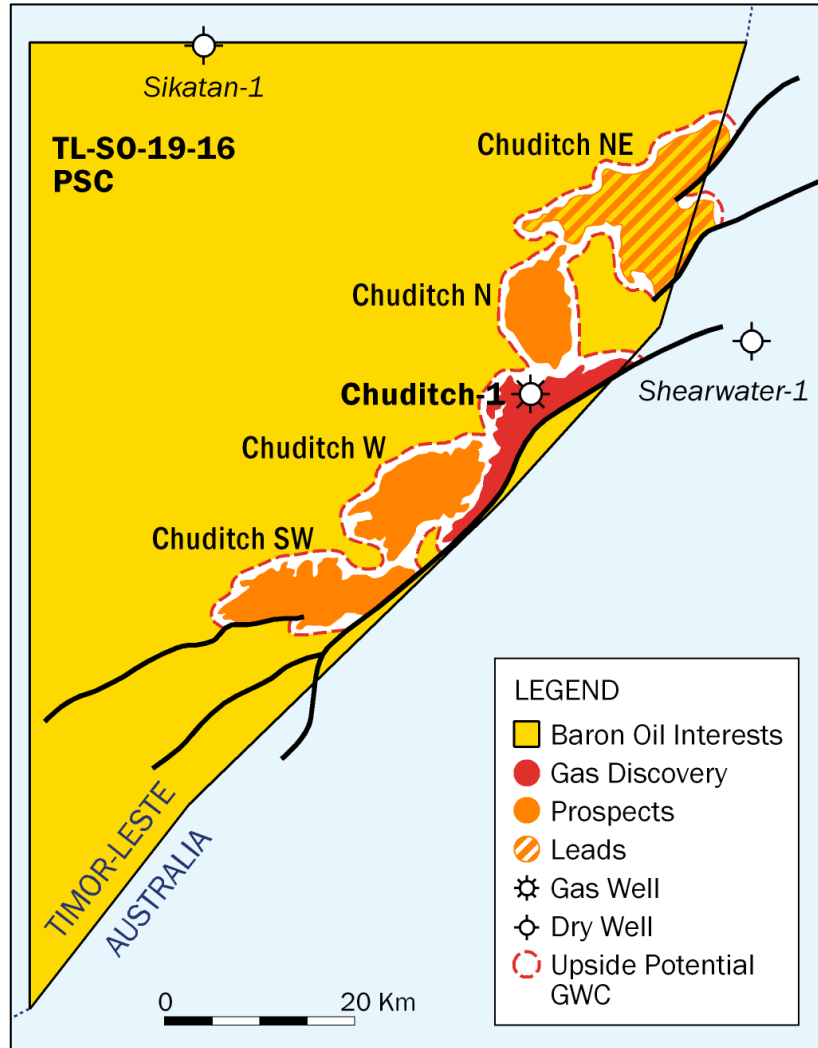 Sikatan-1
TL-SO-19-16
PSC
Chuditch NE
Chuditch N
Chuditch-1
Shearwater-1
Chuditch W
Chuditch SW
TIMOR-LESTE
AUSTRALIA
LEGEND
Baron Oil Interests
Gas Discovery
Prospects
Leads
Gas Well
Dry Well
Upside Potential
GWC
0 20 Km